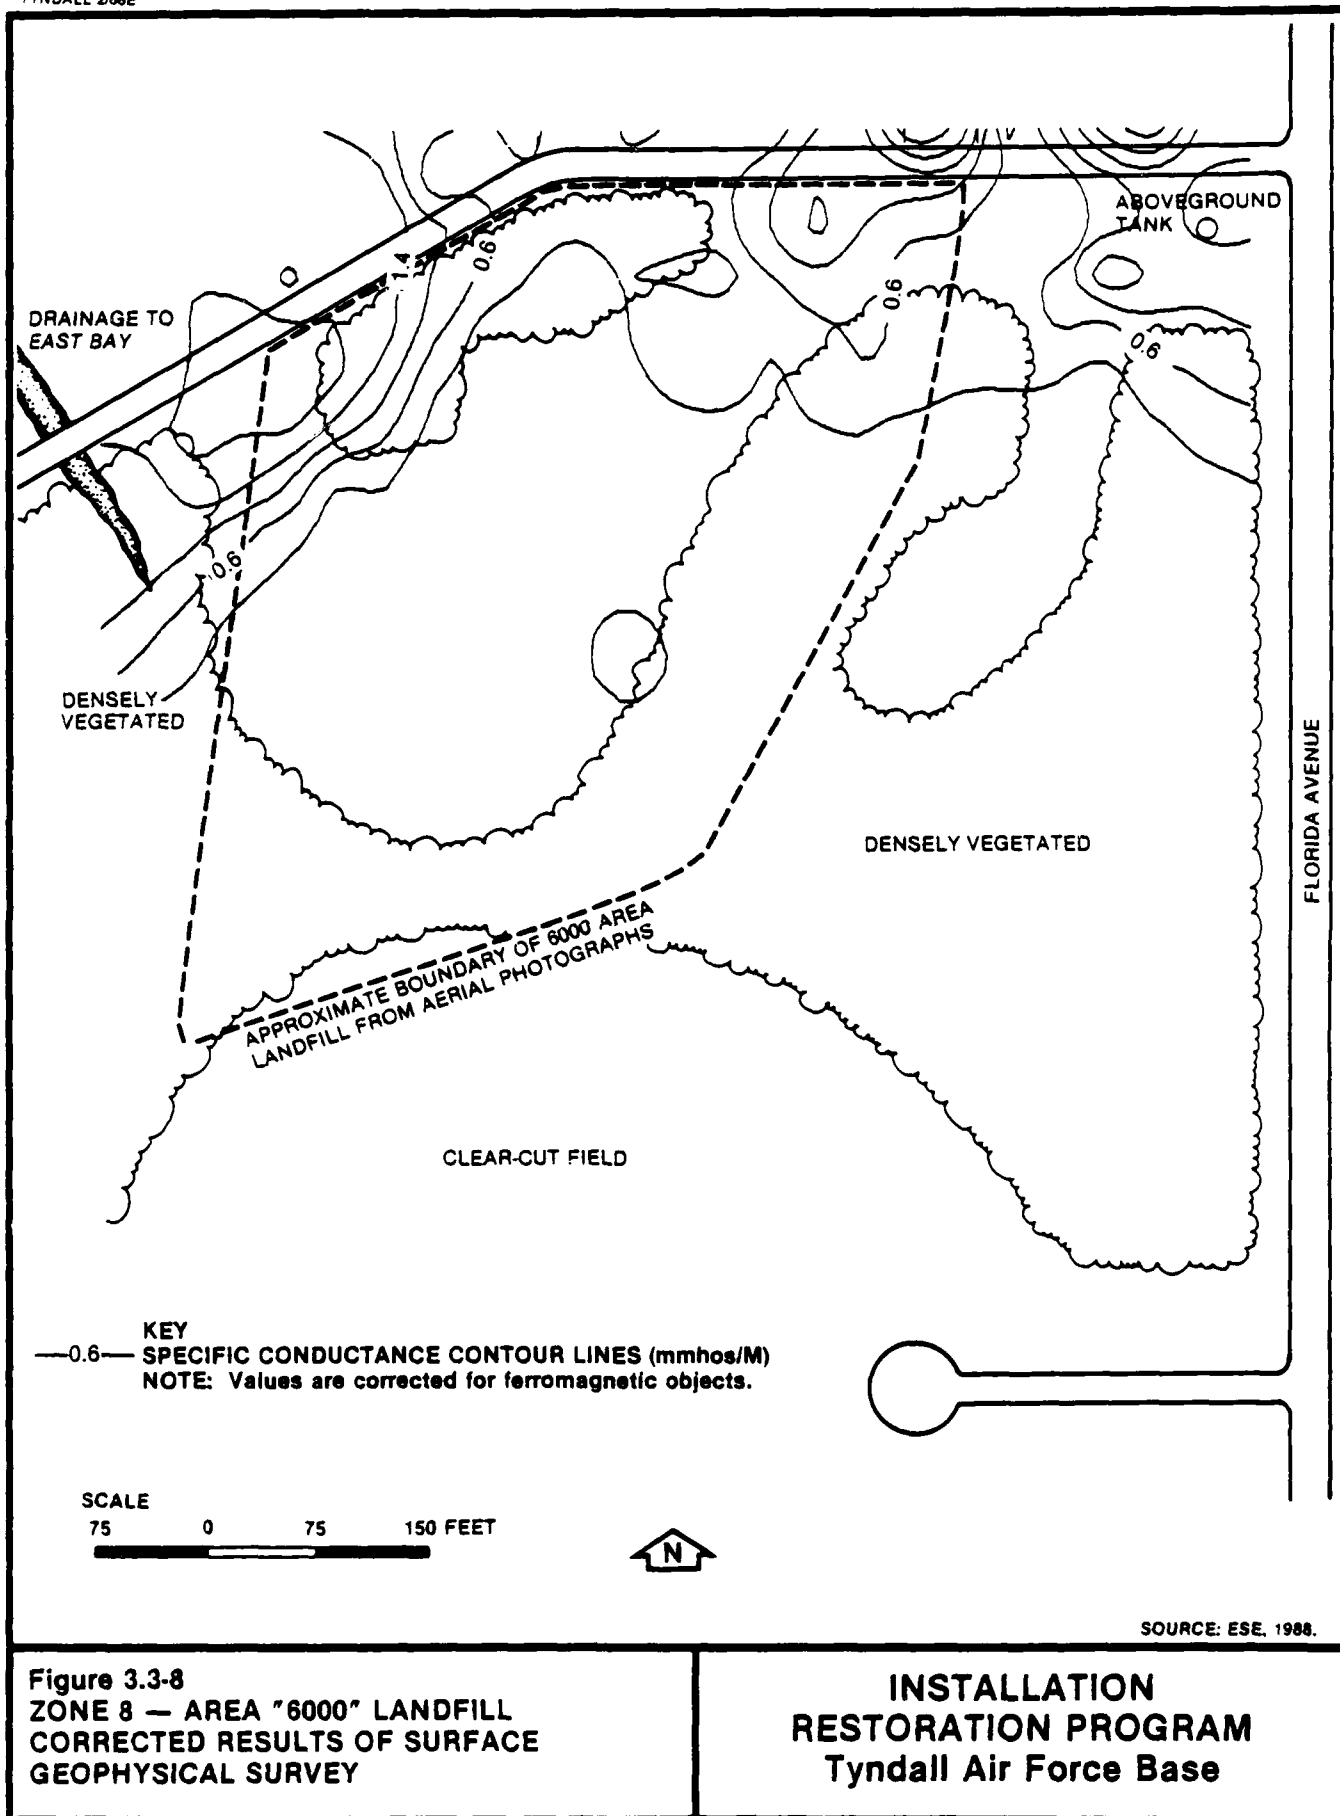 ABOVEGROUND
TANK
1.4
0.6
0.6
0.6
DRAINAGE TO
EAST BAY
0.6
DENSELY
VEGETATED
DENSELY VEGETATED
FLORIDA AVENUE
APPROXIMATE BOUNDARY OF 6000 AREA
LANDFILL FROM AERIAL PHOTOGRAPHS
CLEAR-CUT FIELD
KEY
—0.6— SPECIFIC CONDUCTANCE CONTOUR LINES (mmhos/M)
NOTE: Values are corrected for ferromagnetic objects.
SCALE
75 0 75 150 FEET
N
SOURCE: ESE, 1988.
Figure 3.3-8
ZONE 8 — AREA "6000" LANDFILL
CORRECTED RESULTS OF SURFACE
GEOPHYSICAL SURVEY
INSTALLATION
RESTORATION PROGRAM
Tyndall Air Force Base